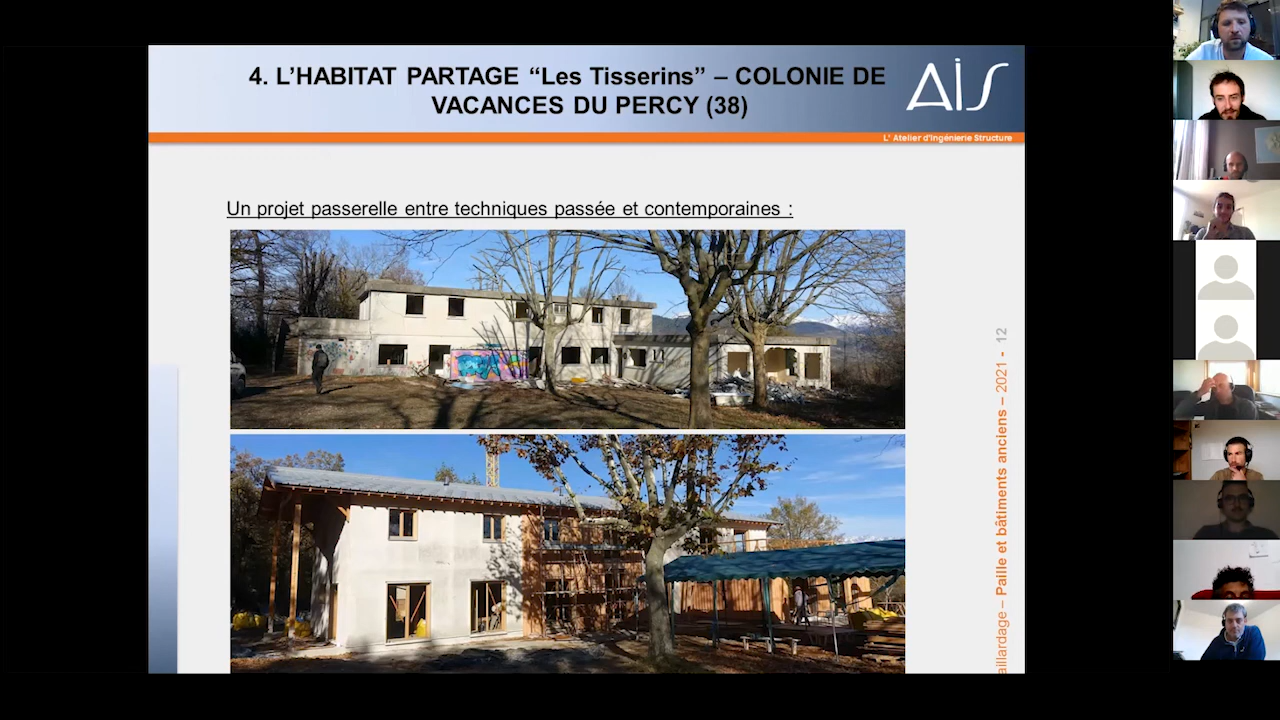 4. L’HABITAT PARTAGE “Les Tisserins” – COLONIE DE
VACANCES DU PERCY (38)
AIS
L’ Atelier d’Ingénierie Structure
Un projet passerelle entre techniques passée et contemporaines :
aillardage – Paille et bâtiments anciens – 2021 - 12